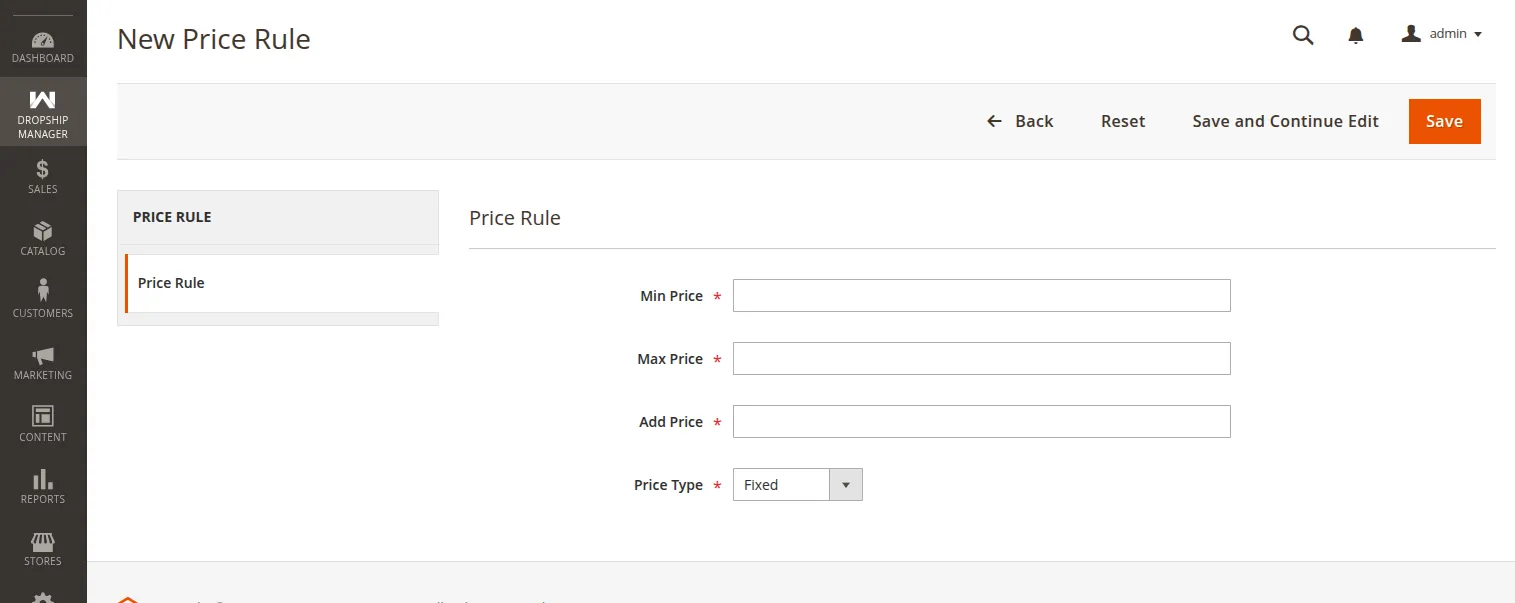 New Price Rule
admin
Back
Reset
Save and Continue Edit
Save
DASHBOARD
DROPSHIP
MANAGER
SALES
CATALOG
CUSTOMERS
MARKETING
CONTENT
REPORTS
STORES
PRICE RULE
Price Rule
Price Rule
Min Price *
Max Price *
Add Price *
Price Type *
Fixed